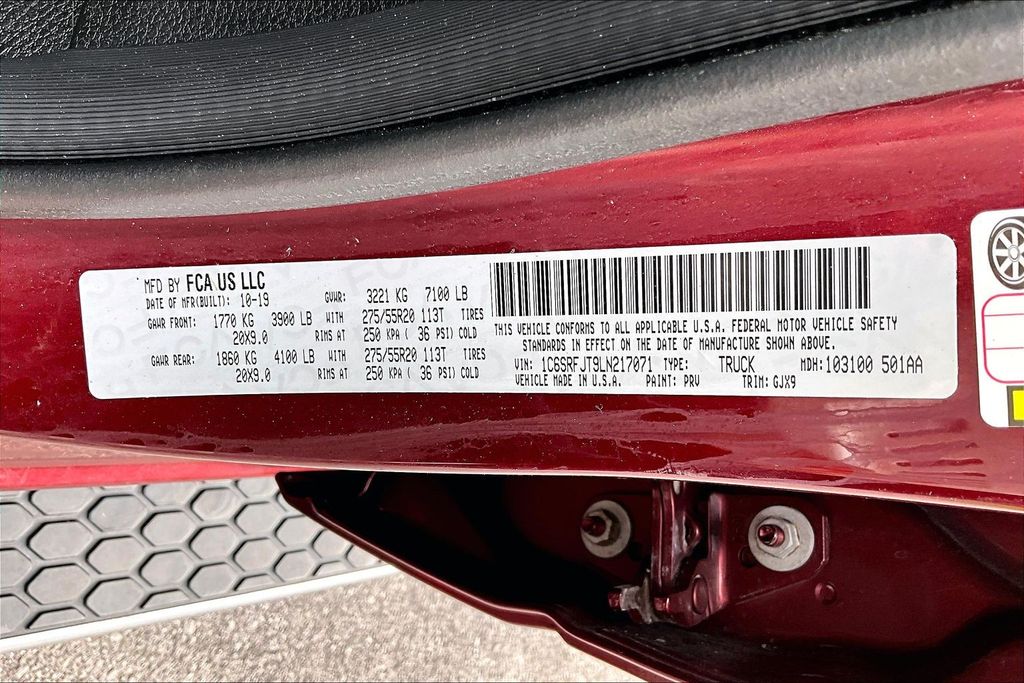 MFD BY FCA US LLC
DATE OF MFR(BUILT): 10-19 GVWR: 3221 KG 7100 LB
GAWR FRONT: 1770 KG 3900 LB WITH 275/55R20 113T TIRES
20X9.0 RIMS AT 250 KPA ( 36 PSI) COLD
GAWR REAR: 1860 KG 4100 LB WITH 275/55R20 113T TIRES
20X9.0 RIMS AT 250 KPA ( 36 PSI) COLD
THIS VEHICLE CONFORMS TO ALL APPLICABLE U.S.A. FEDERAL MOTOR VEHICLE SAFETY
STANDARDS IN EFFECT ON THE DATE OF MANUFACTURE SHOWN ABOVE.
VIN: 1C6SRFJT9LN217071 TYPE: TRUCK MDH: 103100 501AA
VEHICLE MADE IN U.S.A. PAINT: PRV TRIM: GJX9